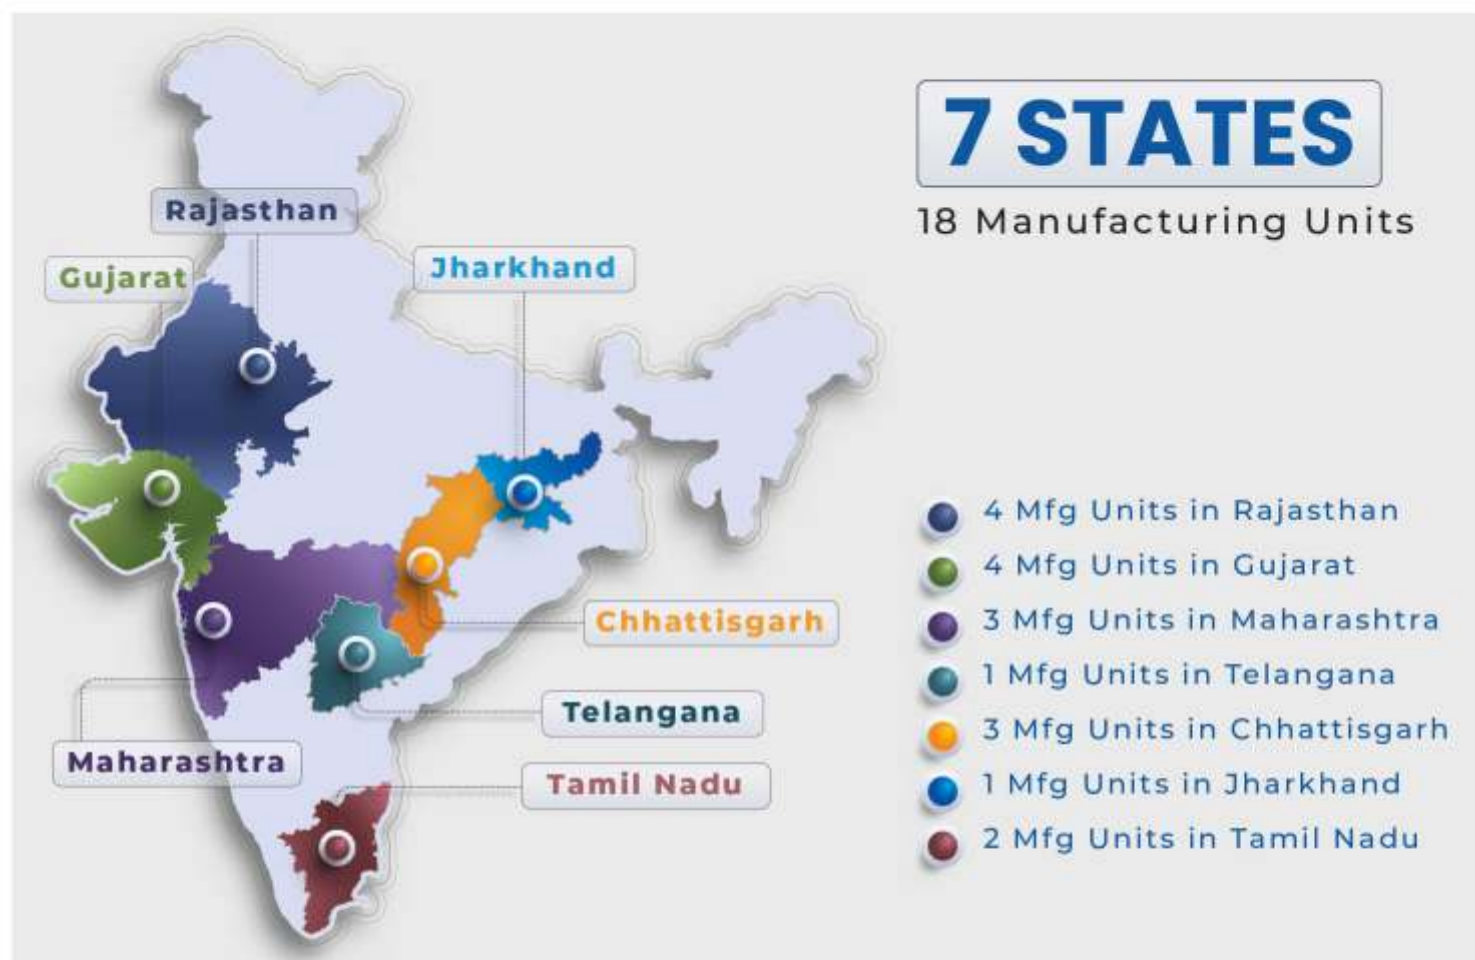 7 STATES
18 Manufacturing Units
Rajasthan
Gujarat
Jharkhand
Chhattisgarh
Telangana
Maharashtra
Tamil Nadu
4 Mfg Units in Rajasthan
4 Mfg Units in Gujarat
3 Mfg Units in Maharashtra
1 Mfg Units in Telangana
3 Mfg Units in Chhattisgarh
1 Mfg Units in Jharkhand
2 Mfg Units in Tamil Nadu